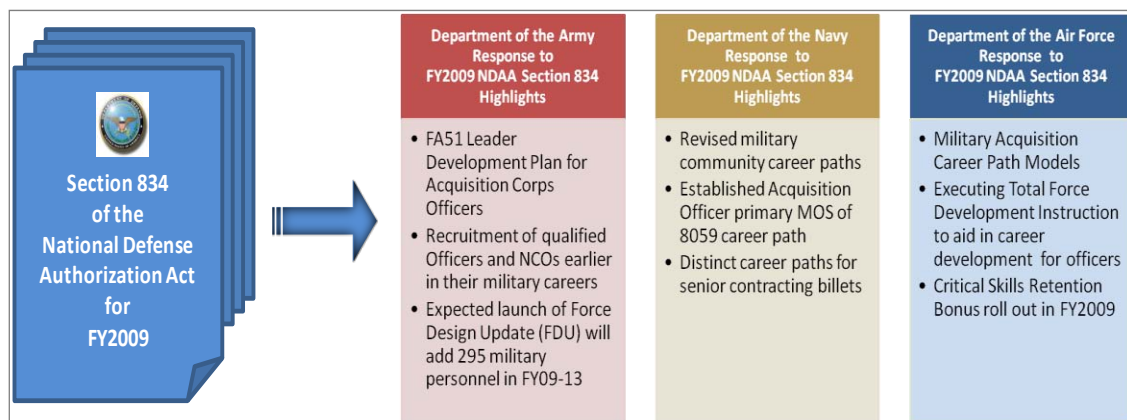 Section 834
of the
National Defense
Authorization Act
for
FY2009
Department of the Army
Response to
FY2009 NDAA Section 834
Highlights
• FA51 Leader
Development Plan for
Acquisition Corps
Officers
• Recruitment of qualified
Officers and NCOs earlier
in their military careers
• Expected launch of Force
Design Update (FDU) will
add 295 military
personnel in FY09-13
Department of the Navy
Response to
FY2009 NDAA Section 834
Highlights
• Revised military
community career paths
• Established Acquisition
Officer primary MOS of
8059 career path
• Distinct career paths for
senior contracting billets
Department of the Air Force
Response to
FY2009 NDAA Section 834
Highlights
• Military Acquisition
Career Path Models
• Executing Total Force
Development Instruction
to aid in career
development for officers
• Critical Skills Retention
Bonus roll out in FY2009